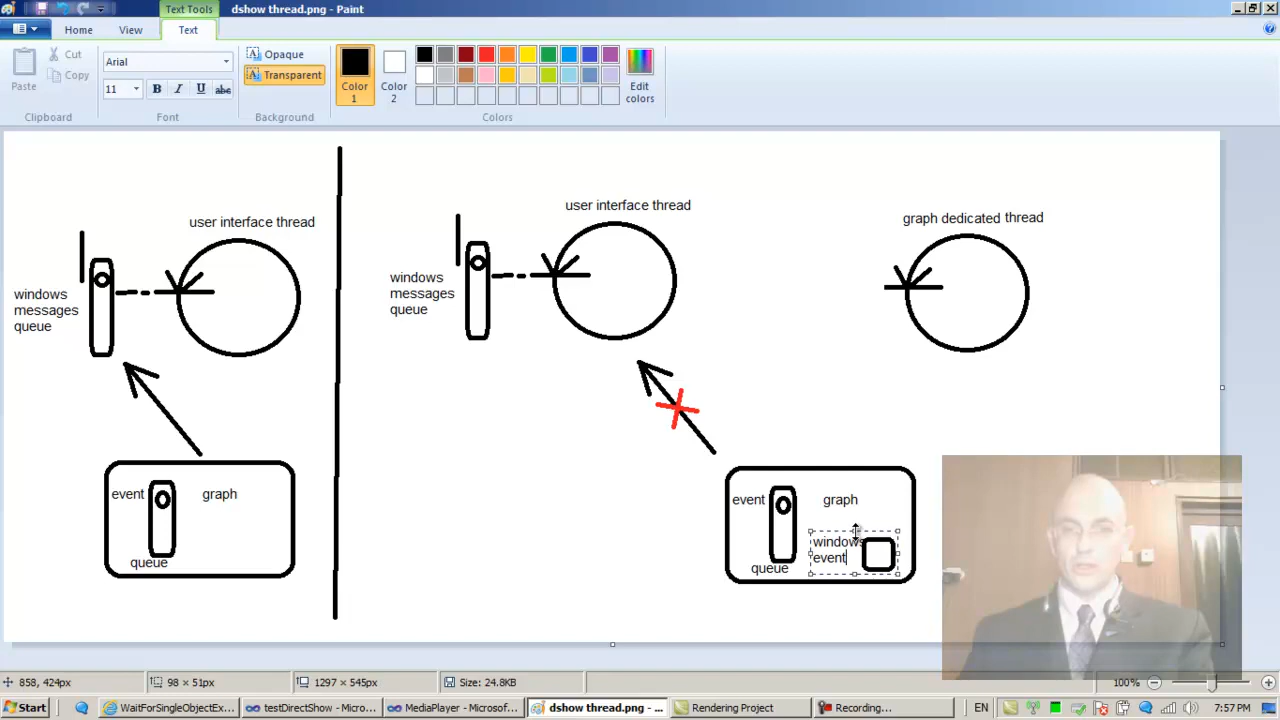 Text Tools
dshow thread.png - Paint
Home
View
Text
Paste
Cut
Copy
Clipboard
Arial
11
B I U abc
Font
Opaque
Transparent
Background
Color 1
Color 2
Edit colors
Colors
user interface thread
windows
messages
queue
event
graph
queue
user interface thread
windows
messages
queue
graph dedicated thread
event
graph
windows
event
queue
858, 424px
98 × 51px
1297 × 545px
Size: 24.8KB
100%
Start
WaitForSingleObjectEx...
testDirectShow - Micros...
MediaPlayer - Microsof...
dshow thread.png - ...
Rendering Project
Recording...
EN
7:57 PM